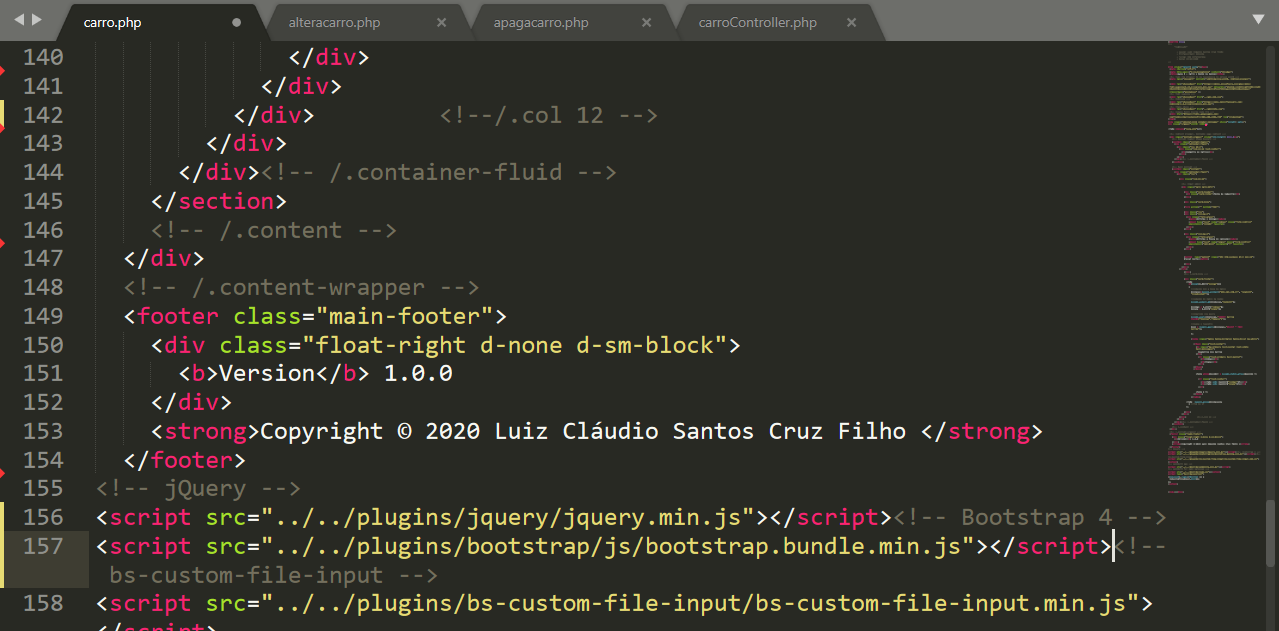 carro.php
alteracarro.php
apagacarro.php
carroController.php
140 </div>
141 </div>
142 </div> <!--/.col 12 -->
143 </div>
144 </div><!-- /.container-fluid -->
145 </section>
146 <!-- /.content -->
147 </div>
148 <!-- /.content-wrapper -->
149 <footer class="main-footer">
150 <div class="float-right d-none d-sm-block">
151 <b>Version</b> 1.0.0
152 </div>
153 <strong>Copyright © 2020 Luiz Cláudio Santos Cruz Filho </strong>
154 </footer>
155 <!-- jQuery -->
156 <script src="../../plugins/jquery/jquery.min.js"></script><!-- Bootstrap 4 -->
157 <script src="../../plugins/bootstrap/js/bootstrap.bundle.min.js"></script><!--
bs-custom-file-input -->
158 <script src="../../plugins/bs-custom-file-input/bs-custom-file-input.min.js">
</script>